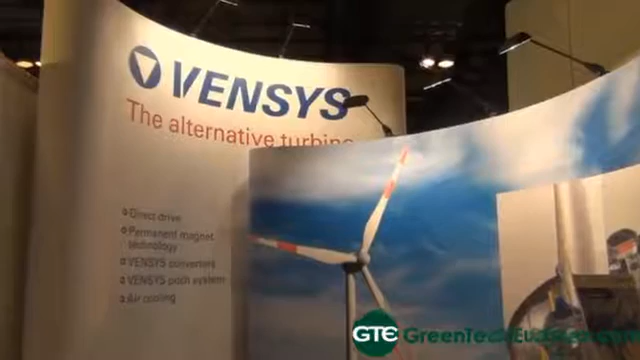 VENSYS
The alternative turbine
Direct drive
Permanent magnet
technology
VENSYS converters
VENSYS pitch system
Air cooling
GTE